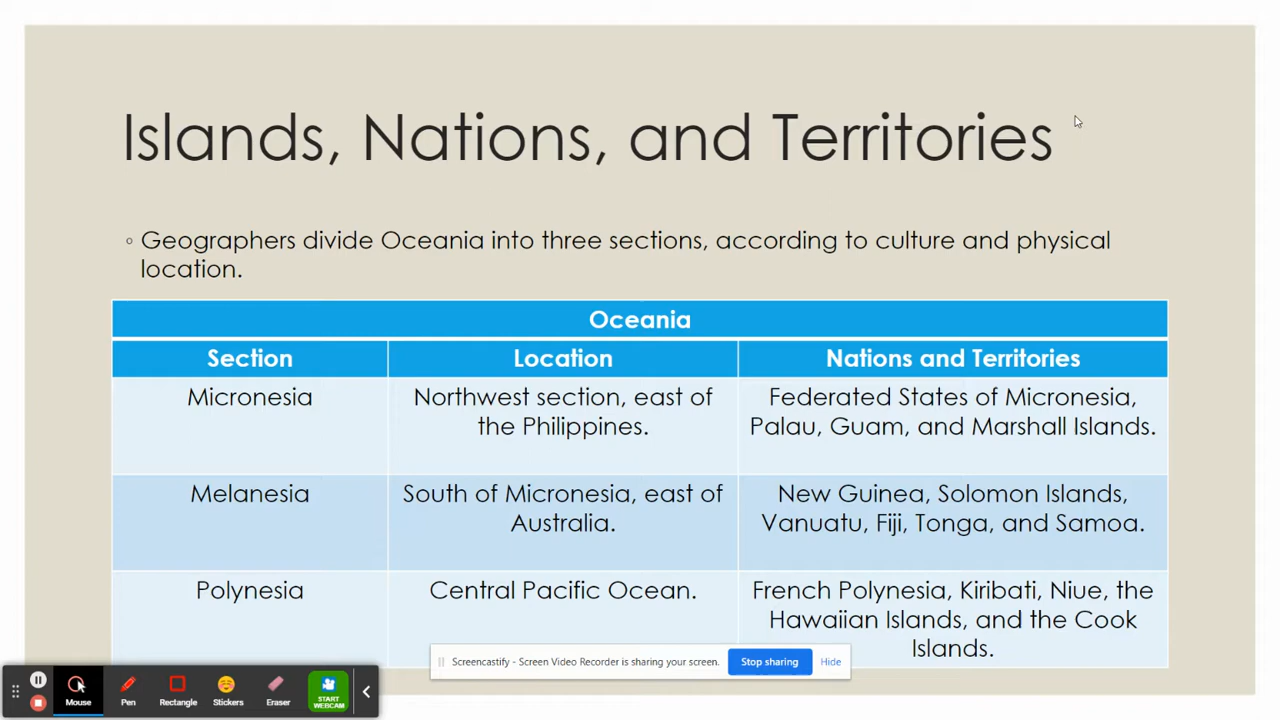 Islands, Nations, and Territories
Geographers divide Oceania into three sections, according to culture and physical
location.
Oceania
Section
Location
Nations and Territories
Micronesia
Northwest section, east of
the Philippines.
Federated States of Micronesia,
Palau, Guam, and Marshall Islands.
Melanesia
South of Micronesia, east of
Australia.
New Guinea, Solomon Islands,
Vanuatu, Fiji, Tonga, and Samoa.
Polynesia
Central Pacific Ocean.
French Polynesia, Kiribati, Niue, the
Hawaiian Islands, and the Cook
Islands.
Screencastify - Screen Video Recorder is sharing your screen.
Stop sharing
Hide
Mouse
Pen
Rectangle
Stickers
Eraser
START
WEBCAM